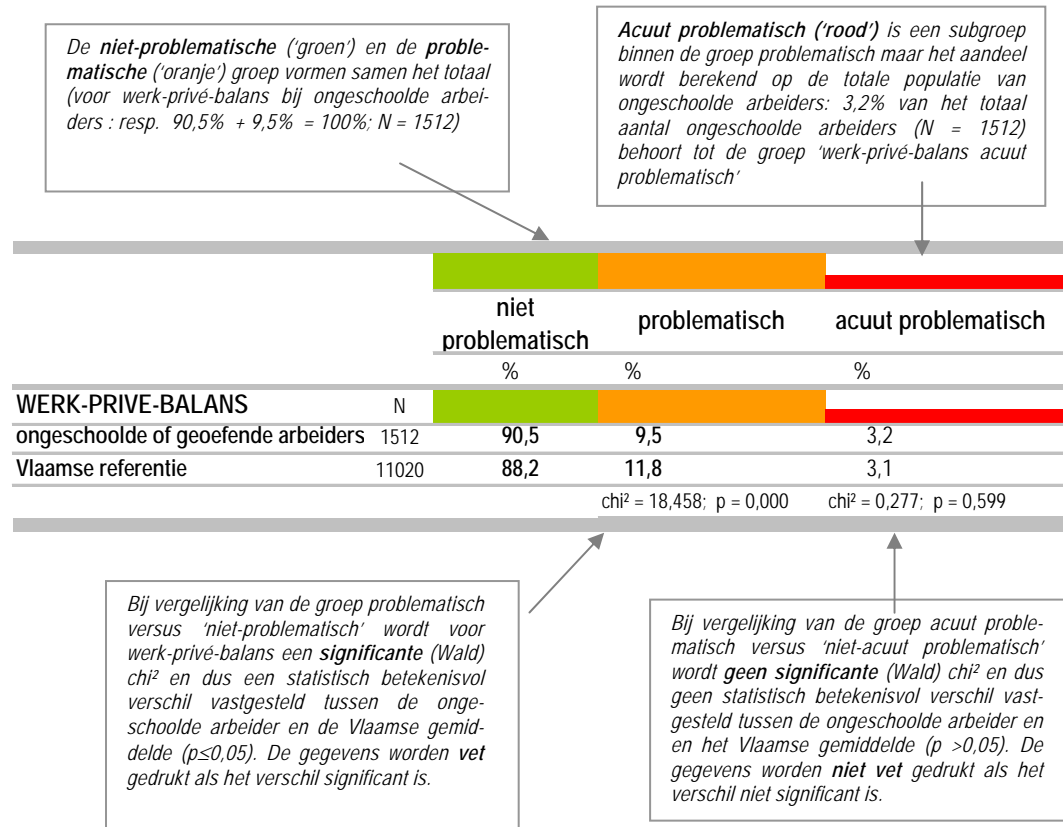 De niet-problematische ('groen') en de proble-
matische ('oranje') groep vormen samen het totaal
(voor werk-privé-balans bij ongeschoolde arbei-
ders : resp. 90,5% + 9,5% = 100%; N = 1512)
Acuut problematisch ('rood') is een subgroep
binnen de groep problematisch maar het aandeel
wordt berekend op de totale populatie van
ongeschoolde arbeiders: 3,2% van het totaal
aantal ongeschoolde arbeiders (N = 1512)
behoort tot de groep 'werk-privé-balans acuut
problematisch'
niet
problematisch
problematisch
acuut problematisch
% % %
WERK-PRIVE-BALANS N
ongeschoolde of geoefende arbeiders 1512 90,5 9,5 3,2
Vlaamse referentie 11020 88,2 11,8 3,1
chi² = 18,458; p = 0,000 chi² = 0,277; p = 0,599
Bij vergelijking van de groep problematisch
versus 'niet-problematisch' wordt voor
werk-privé-balans een significante (Wald)
chi² en dus een statistisch betekenisvol
verschil vastgesteld tussen de onge-
schoolde arbeider en de Vlaamse gemid-
delde (p≤0,05). De gegevens worden vet
gedrukt als het verschil significant is.
Bij vergelijking van de groep acuut proble-
matisch versus 'niet-acuut problematisch'
wordt geen significante (Wald) chi² en dus
geen statistisch betekenisvol verschil vast-
gesteld tussen de ongeschoolde arbeider en
en het Vlaamse gemiddelde (p >0,05). De
gegevens worden niet vet gedrukt als het
verschil niet significant is.